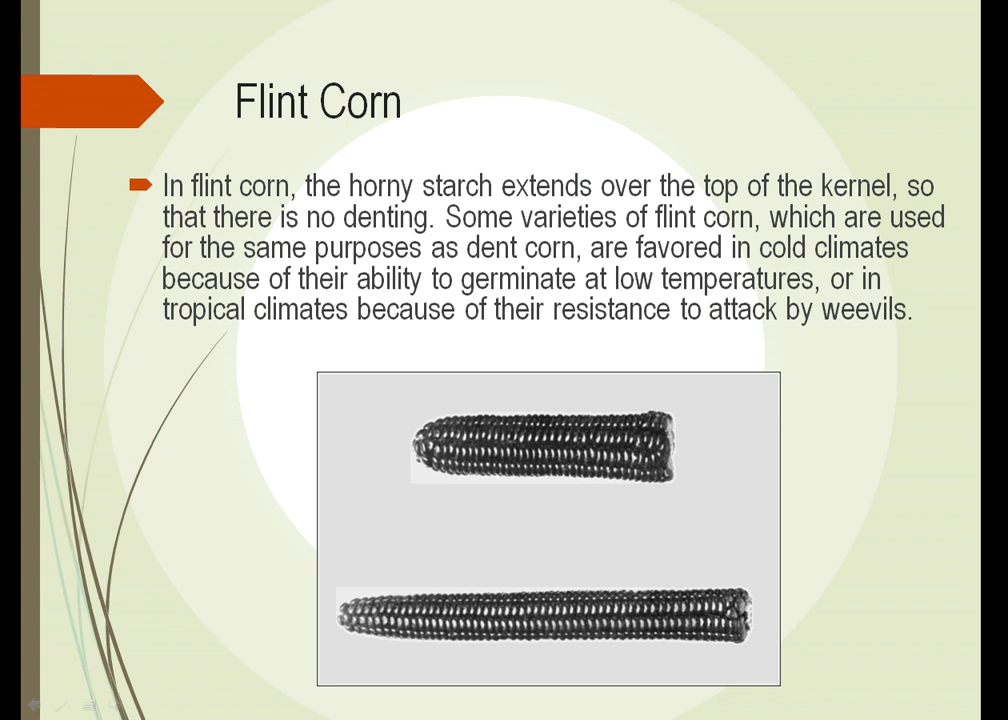 Flint Corn
In flint corn, the horny starch extends over the top of the kernel, so
that there is no denting. Some varieties of flint corn, which are used
for the same purposes as dent corn, are favored in cold climates
because of their ability to germinate at low temperatures, or in
tropical climates because of their resistance to attack by weevils.